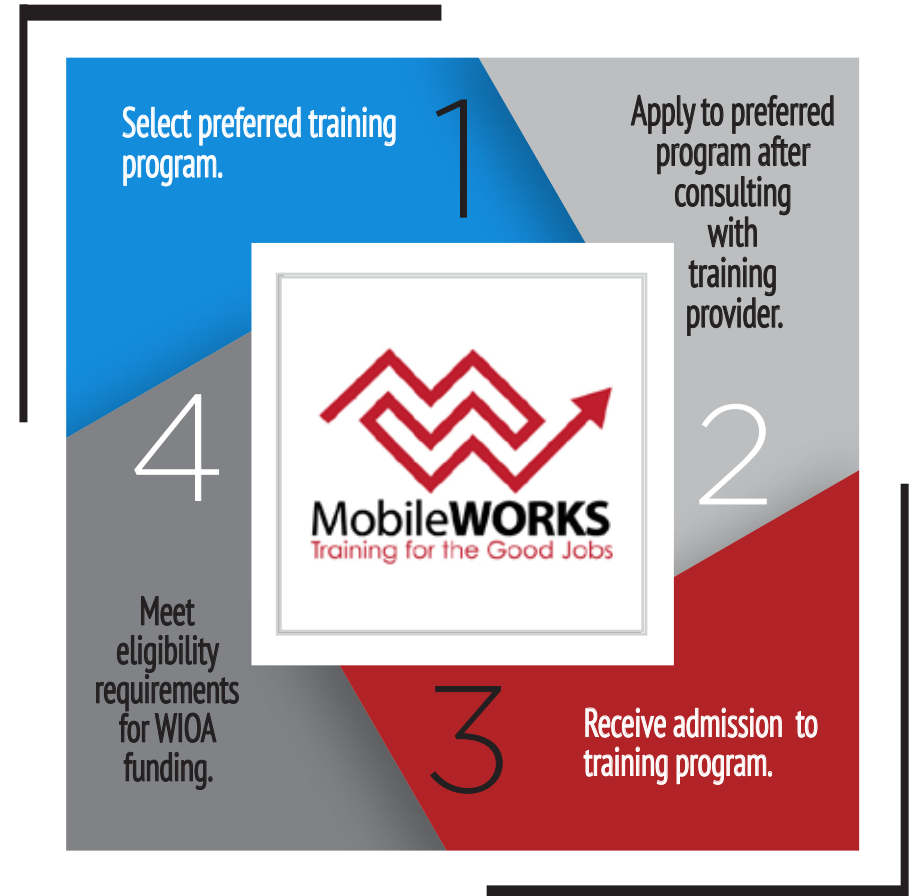 1
Select preferred training
program.
2
Apply to preferred
program after
consulting
with
training
provider.
3
Receive admission to
training program.
4
Meet
eligibility
requirements
for WIOA
funding.
MobileWORKS
Training for the Good Jobs